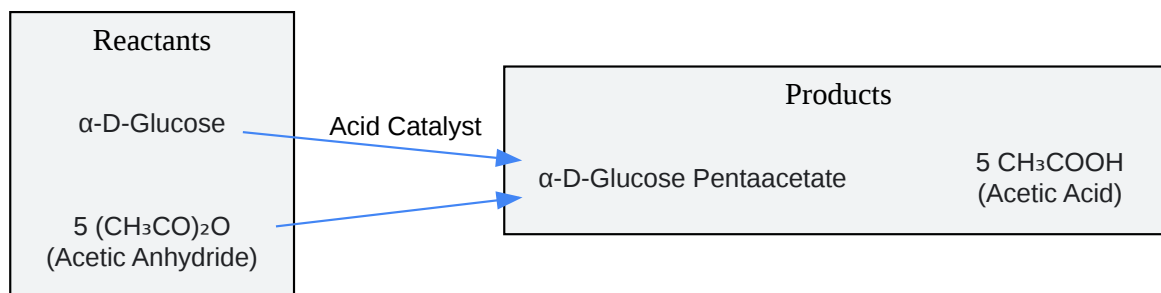 Reactants
α-D-Glucose
5 (CH₃CO)₂O
(Acetic Anhydride)
Acid Catalyst
Products
α-D-Glucose Pentaacetate
5 CH₃COOH
(Acetic Acid)